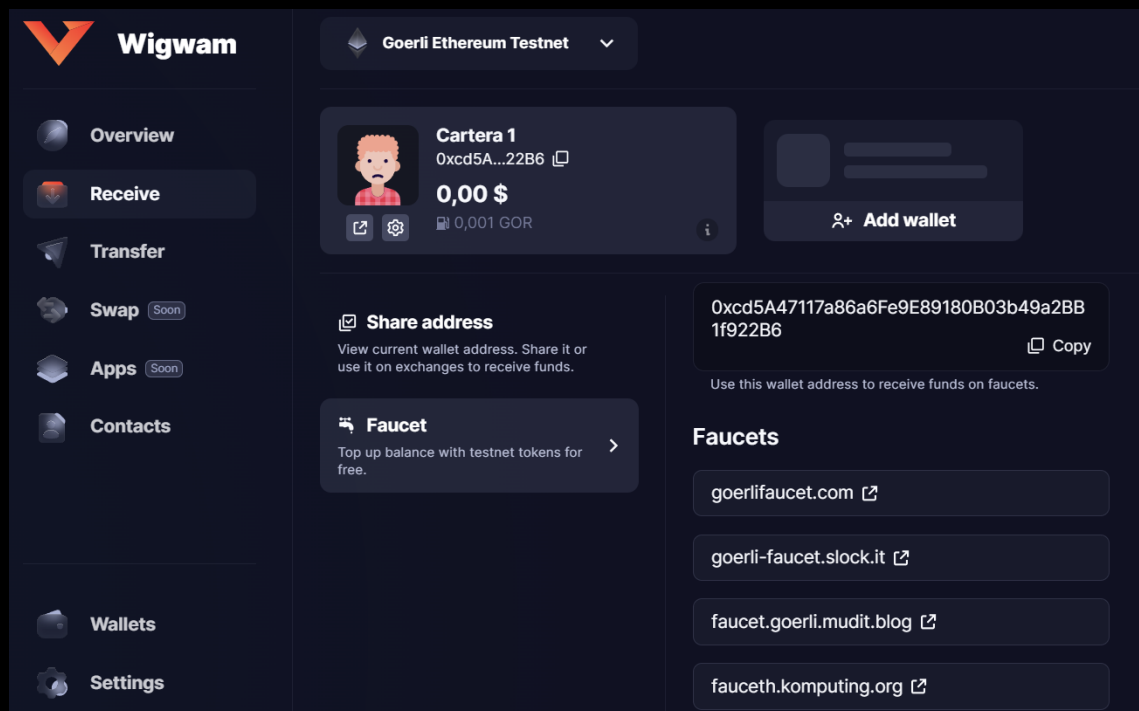 Wigwam
Overview
Receive
Transfer
Swap Soon
Apps Soon
Contacts
Wallets
Settings
Goerli Ethereum Testnet
Cartera 1
0xcd5A...22B6
0,00 $
0,001 GOR
i
Add wallet
Share address
View current wallet address. Share it or
use it on exchanges to receive funds.
Faucet
Top up balance with testnet tokens for
free.
0xcd5A47117a86a6Fe9E89180B03b49a2BB
1f922B6
Copy
Use this wallet address to receive funds on faucets.
Faucets
goerlifaucet.com
goerli-faucet.slock.it
faucet.goerli.mudit.blog
fauceth.komputing.org